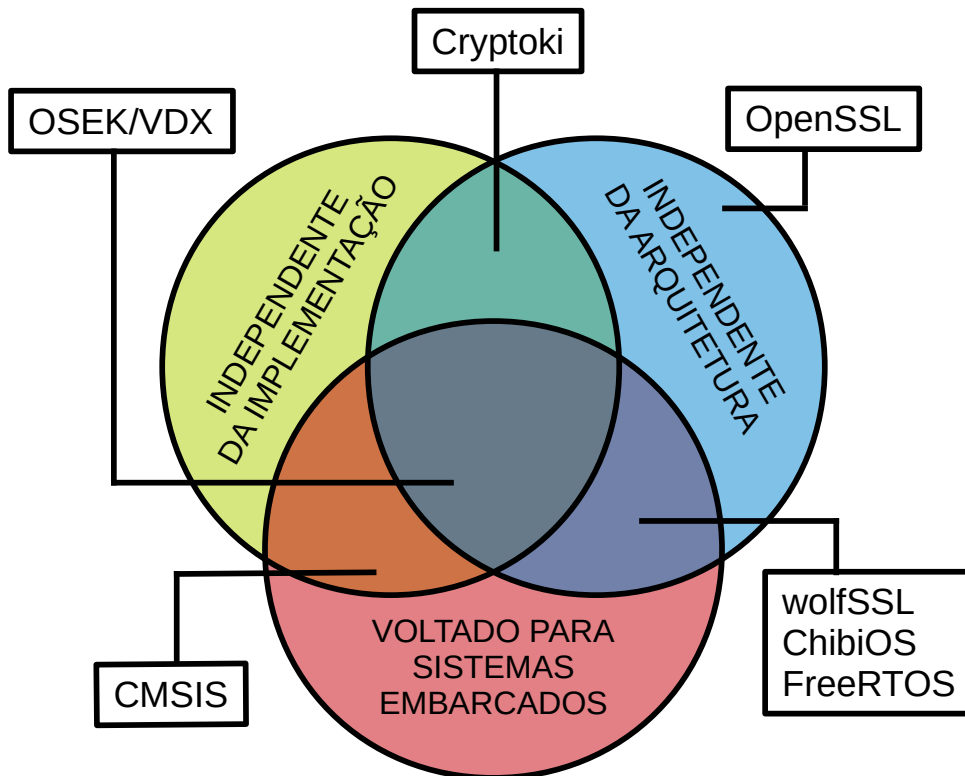 Cryptoki
OSEK/VDX
OpenSSL
INDEPENDENTE
DA IMPLEMENTAÇÃO
INDEPENDENTE
DA ARQUITETURA
VOLTADO PARA
SISTEMAS
EMBARCADOS
CMSIS
wolfSSL
ChibiOS
FreeRTOS